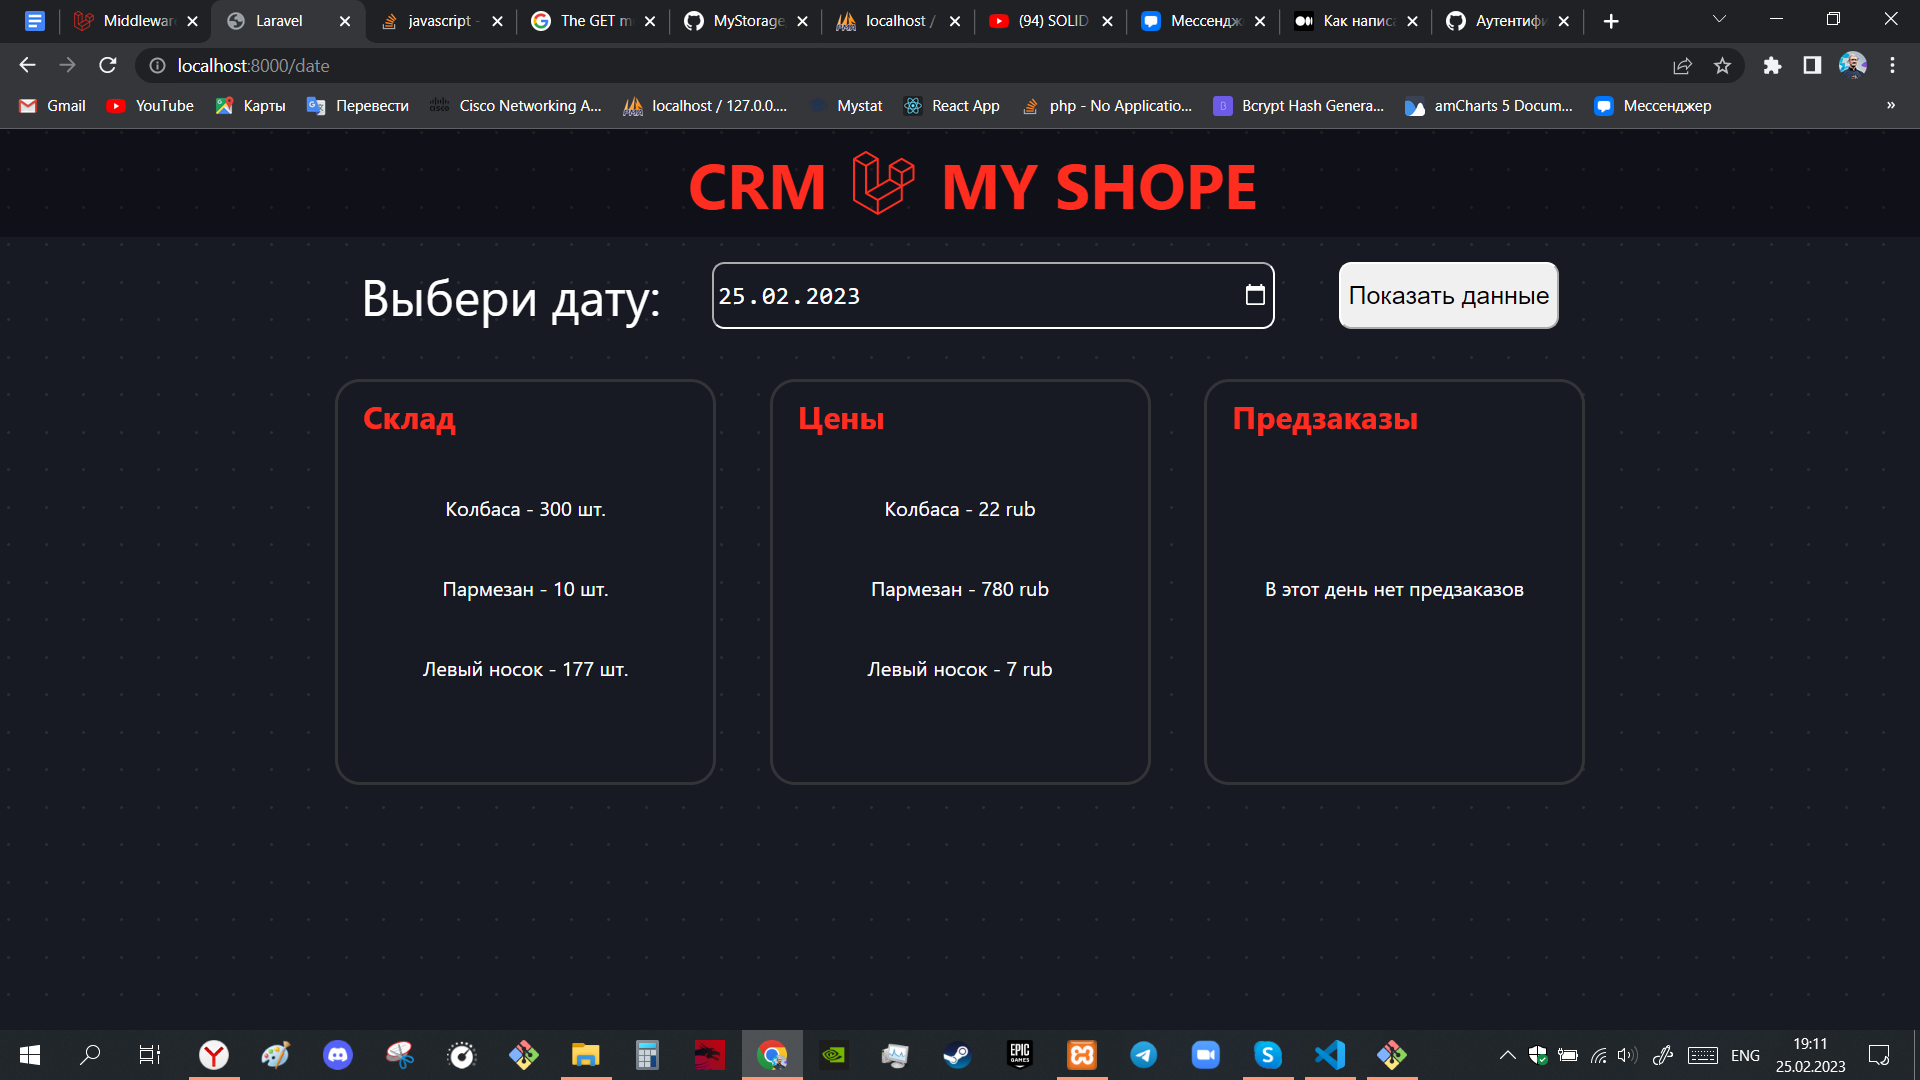 Middleware
Laravel
javascript -
The GET m
MyStorage
localhost /
(94) SOLID
Мессендж
Как написа
Аутентифи
localhost:8000/date
Gmail
YouTube
Карты
Перевести
Cisco Networking A...
localhost / 127.0.0....
Mystat
React App
php - No Applicatio...
Bcrypt Hash Genera...
amCharts 5 Docum...
Мессенджер
»
CRM MY SHOPE
Выбери дату:
25.02.2023
Показать данные
Склад
Колбаса - 300 шт.
Пармезан - 10 шт.
Левый носок - 177 шт.
Цены
Колбаса - 22 rub
Пармезан - 780 rub
Левый носок - 7 rub
Предзаказы
В этот день нет предзаказов
ENG
19:11
25.02.2023